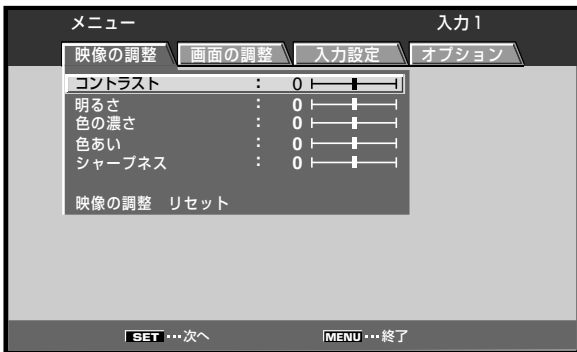 メニュー 入力1
映像の調整 画面の調整 入力設定 オプション
コントラスト : 0
明るさ : 0
色の濃さ : 0
色あい : 0
シャープネス : 0
映像の調整 リセット
SET…次へ MENU…終了